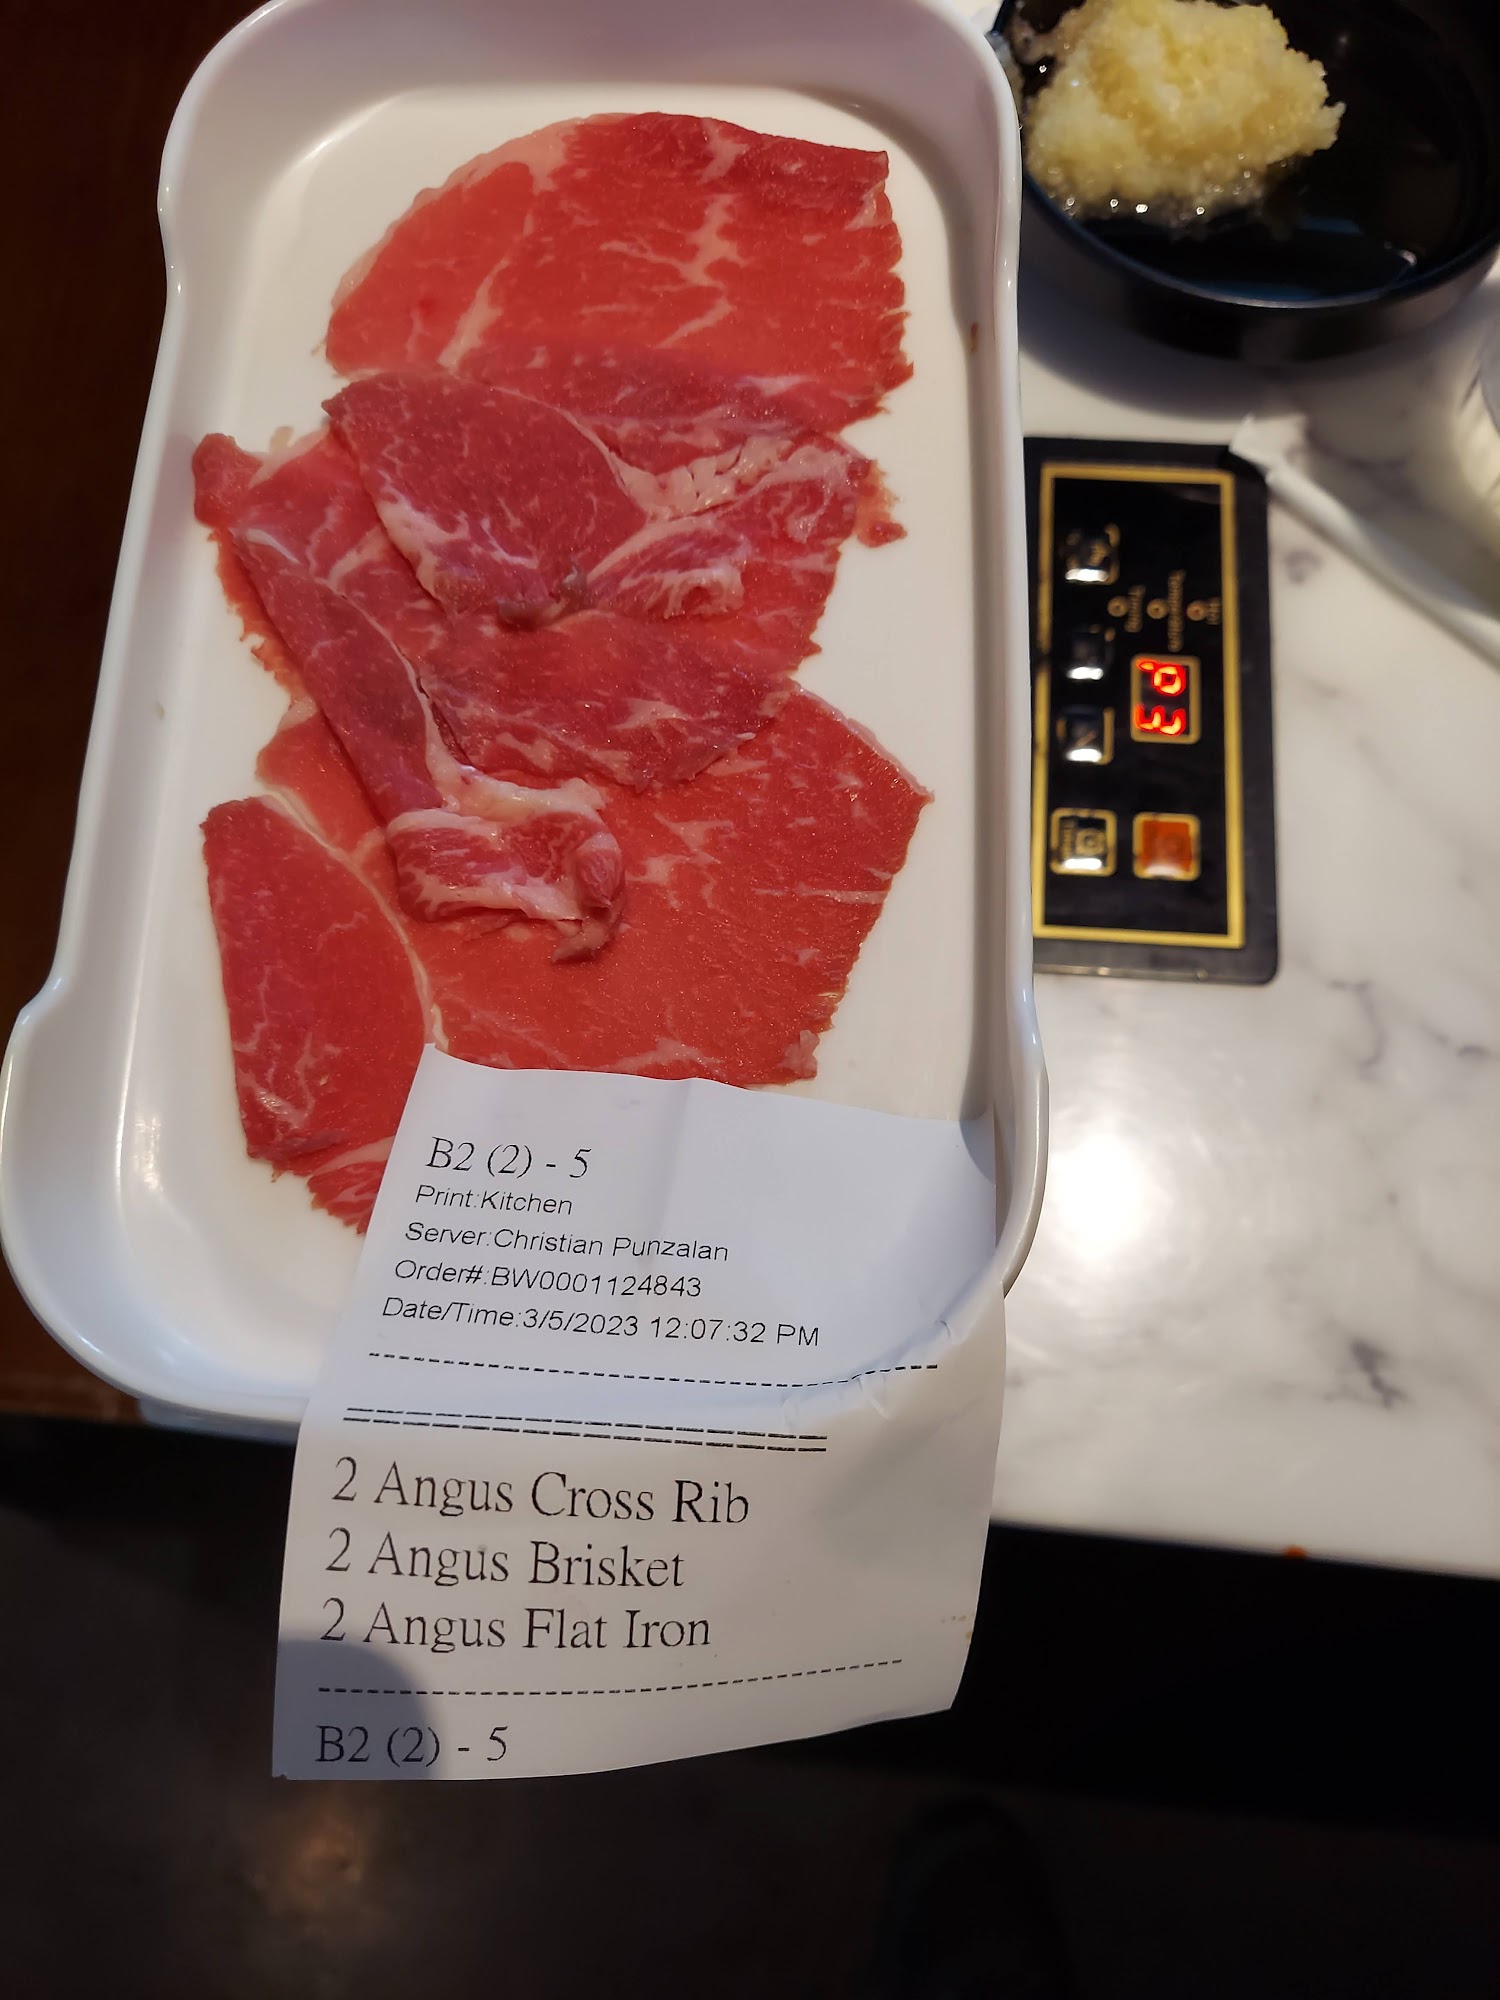 B2 (2) - 5
Print:Kitchen
Server:Christian Punzalan
Order#:BW0001124843
Date/Time:3/5/2023 12:07:32 PM
2 Angus Cross Rib
2 Angus Brisket
2 Angus Flat Iron
B2 (2) - 5
Temperature